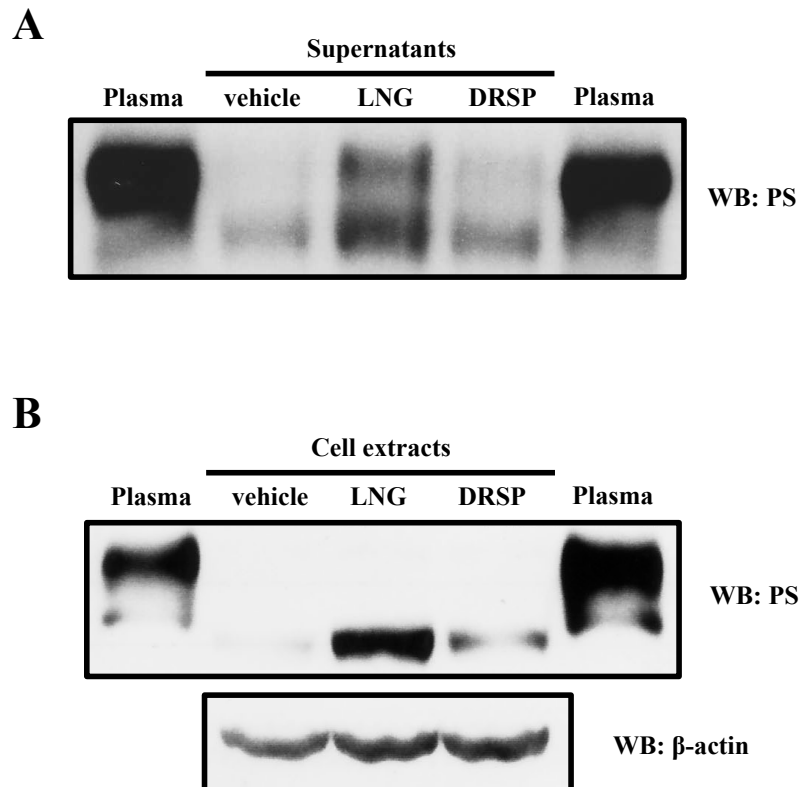 A
Supernatants
Plasma vehicle LNG DRSP Plasma
WB: PS
B
Cell extracts
Plasma vehicle LNG DRSP Plasma
WB: PS
WB: β-actin